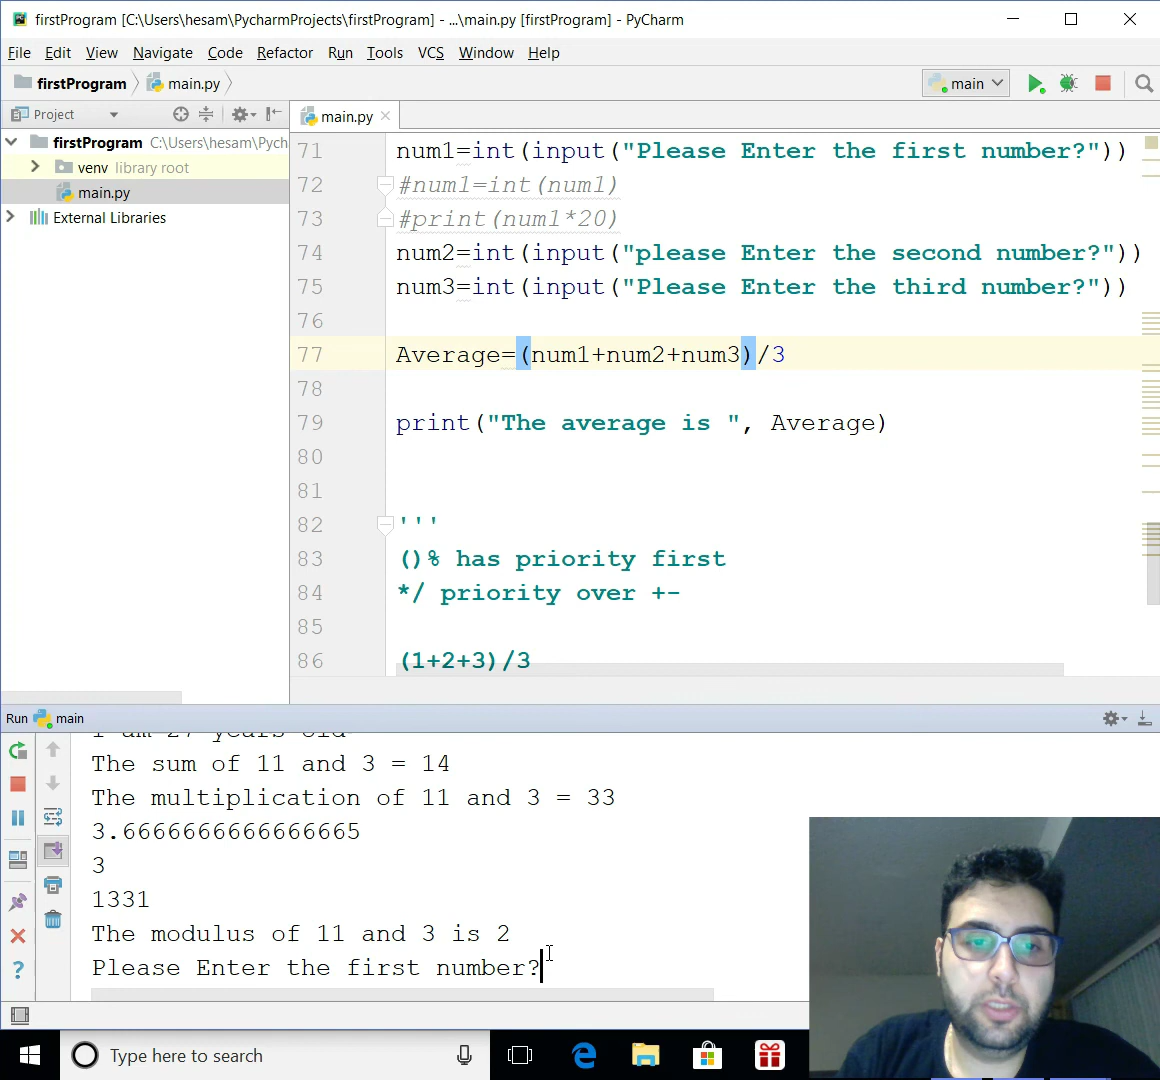 firstProgram [C:\Users\hesam\PycharmProjects\firstProgram] - ...\main.py [firstProgram] - PyCharm
File Edit View Navigate Code Refactor Run Tools VCS Window Help
firstProgram main.py main
Project main.py
firstProgram C:\Users\hesam\Pych
venv library root
main.py
External Libraries
71 num1=int(input("Please Enter the first number?"))
72 #num1=int(num1)
73 #print(num1*20)
74 num2=int(input("please Enter the second number?"))
75 num3=int(input("Please Enter the third number?"))
76
77 Average=(num1+num2+num3)/3
78
79 print("The average is ", Average)
80
81
82 '''
83 ()% has priority first
84 */ priority over +-
85
86 (1+2+3)/3
Run main
I am 27 years old
The sum of 11 and 3 = 14
The multiplication of 11 and 3 = 33
3.6666666666666665
3
1331
The modulus of 11 and 3 is 2
Please Enter the first number?
Type here to search